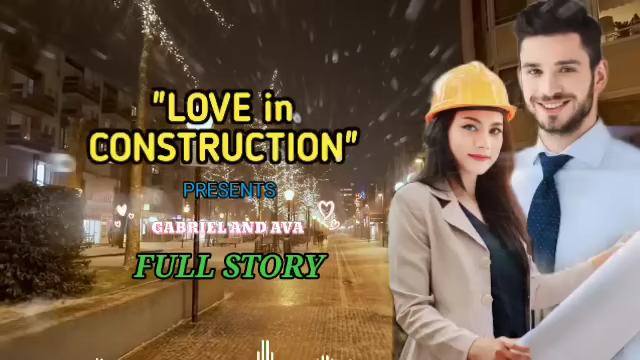 "LOVE in
CONSTRUCTION"
PRESENTS
GABRIEL AND AVA
FULL STORY